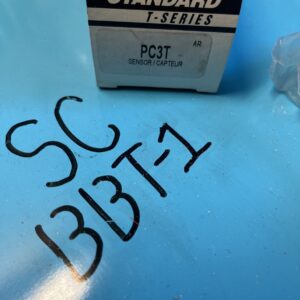 STANDARD
T-SERIES
AR
PC3T
SENSOR / CAPTEUR
SC
BBT-1